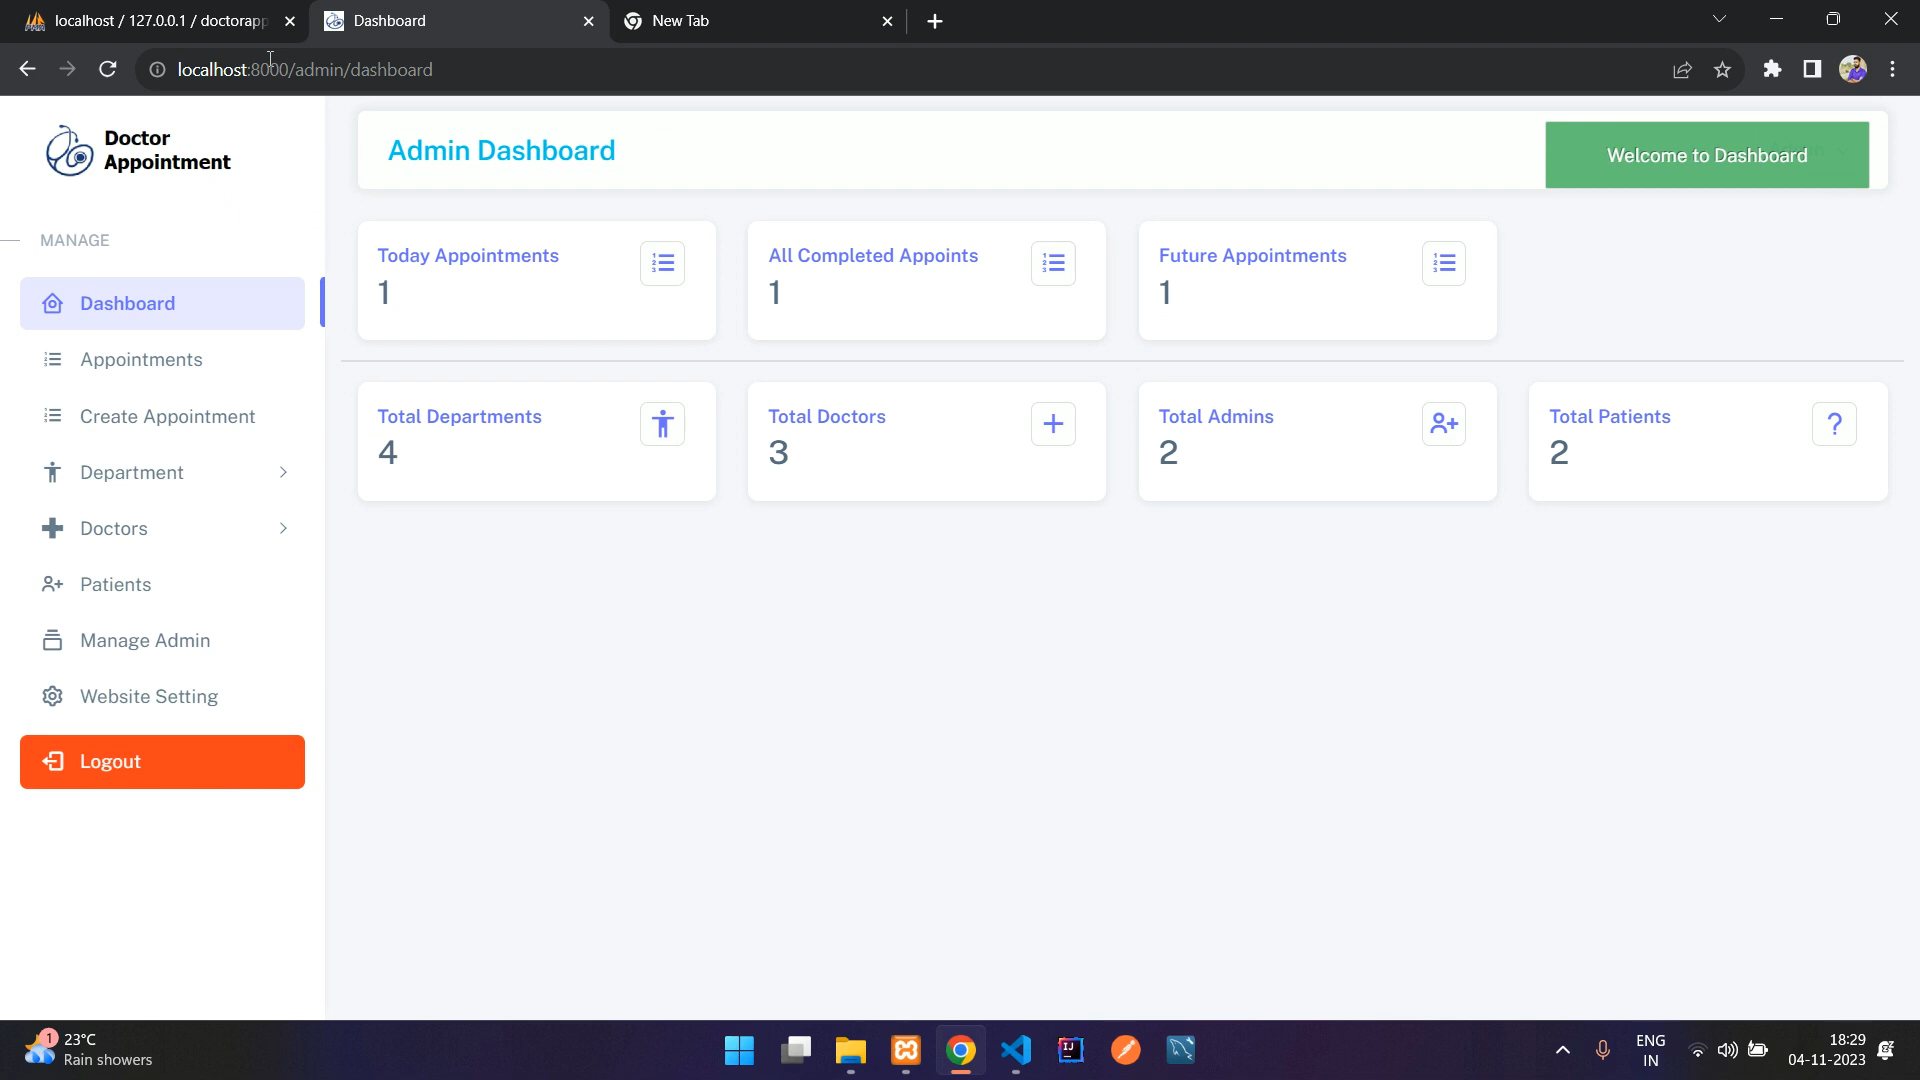 localhost / 127.0.0.1 / doctorapp
Dashboard
New Tab
localhost:8000/admin/dashboard
Doctor
Appointment
MANAGE
Dashboard
Appointments
Create Appointment
Department
Doctors
Patients
Manage Admin
Website Setting
Logout
Admin Dashboard
Welcome to Dashboard
Today Appointments
1
All Completed Appoints
1
Future Appointments
1
Total Departments
4
Total Doctors
3
Total Admins
2
Total Patients
2
1
23°C
Rain showers
ENG
IN
18:29
04-11-2023